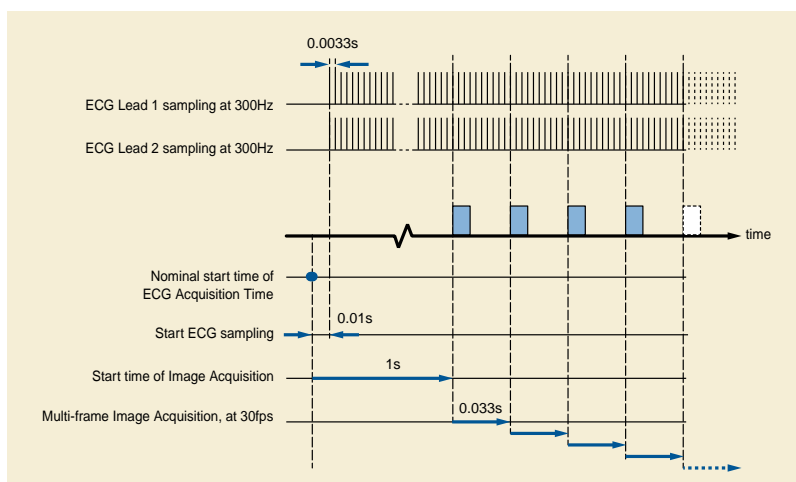 0.0033s
ECG Lead 1 sampling at 300Hz
ECG Lead 2 sampling at 300Hz
time
Nominal start time of
ECG Acquisition Time
0.01s
Start ECG sampling
1s
Start time of Image Acquisition
0.033s
Multi-frame Image Acquisition, at 30fps